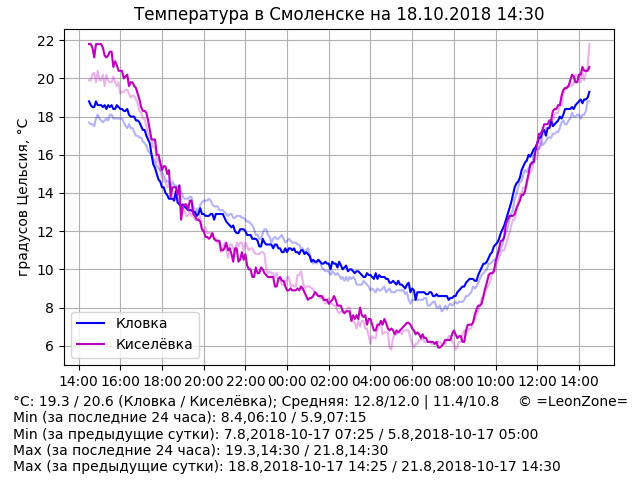 Температура в Смоленске на 18.10.2018 14:30
градусов Цельсия, °C
22
20
18
16
14
12
10
8
6
Кловка
Киселёвка
14:00 16:00 18:00 20:00 22:00 00:00 02:00 04:00 06:00 08:00 10:00 12:00 14:00
°C: 19.3 / 20.6 (Кловка / Киселёвка); Средняя: 12.8/12.0 | 11.4/10.8 © =LeonZone=
Min (за последние 24 часа): 8.4,06:10 / 5.9,07:15
Min (за предыдущие сутки): 7.8,2018-10-17 07:25 / 5.8,2018-10-17 05:00
Max (за последние 24 часа): 19.3,14:30 / 21.8,14:30
Max (за предыдущие сутки): 18.8,2018-10-17 14:25 / 21.8,2018-10-17 14:30